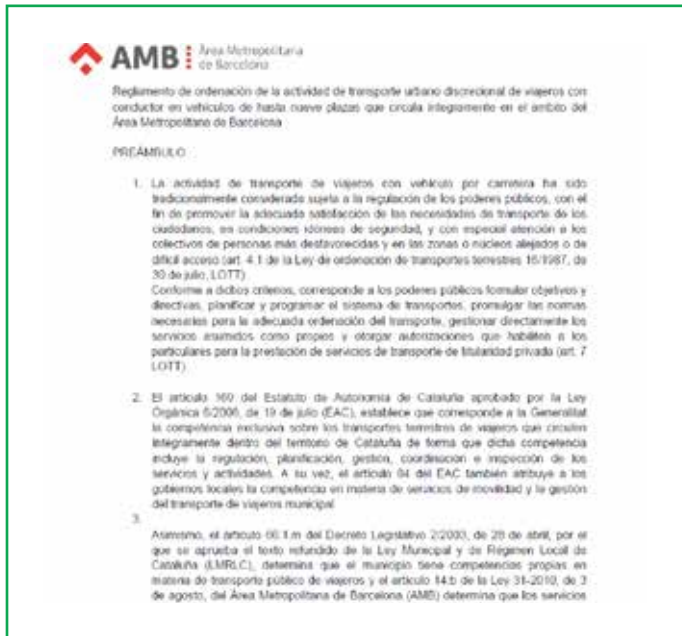 AMB Área Metropolitana
de Barcelona
Reglamento de ordenación de la actividad de transporte urbano discrecional de viajeros con
conductor en vehículos de hasta nueve plazas que circula íntegramente en el ámbito del
Área Metropolitana de Barcelona
PREÁMBULO
1. La actividad de transporte de viajeros con vehículo por carretera ha sido
tradicionalmente considerada sujeta a la regulación de los poderes públicos, con el
fin de promover la adecuada satisfacción de las necesidades de transporte de los
ciudadanos, en condiciones idóneas de seguridad, y con especial atención a los
colectivos de personas más desfavorecidas y en las zonas o núcleos alejados o de
difícil acceso (art. 4.1 de la Ley de ordenación de transportes terrestres 16/1987, de
30 de julio, LOTT).
Conforme a dichos criterios, corresponde a los poderes públicos formular objetivos y
directivas, planificar y programar el sistema de transportes, promulgar las normas
necesarias para la adecuada ordenación del transporte, gestionar directamente los
servicios asumidos como propios y otorgar autorizaciones que habiliten a los
particulares para la prestación de servicios de transporte de titularidad privada (art. 7
LOTT).
2. El artículo 169 del Estatuto de Autonomía de Cataluña aprobado por la Ley
Orgánica 6/2006, de 19 de julio (EAC), establece que corresponde a la Generalitat
la competencia exclusiva sobre los transportes terrestres de viajeros que circulen
íntegramente dentro del territorio de Cataluña de forma que dicha competencia
incluye la regulación, planificación, gestión, coordinación e inspección de los
servicios y actividades. A su vez, el artículo 84 del EAC también atribuye a los
gobiernos locales la competencia en materia de servicios de movilidad y la gestión
del transporte de viajeros municipal.
3.
Asimismo, el artículo 66.1.m del Decreto Legislativo 2/2003, de 28 de abril, por el
que se aprueba el texto refundido de la Ley Municipal y de Régimen Local de
Cataluña (LMRLC), determina que el municipio tiene competencias propias en
materia de transporte público de viajeros y el artículo 14.b de la Ley 31-2010, de 3
de agosto, del Área Metropolitana de Barcelona (AMB) determina que los servicios